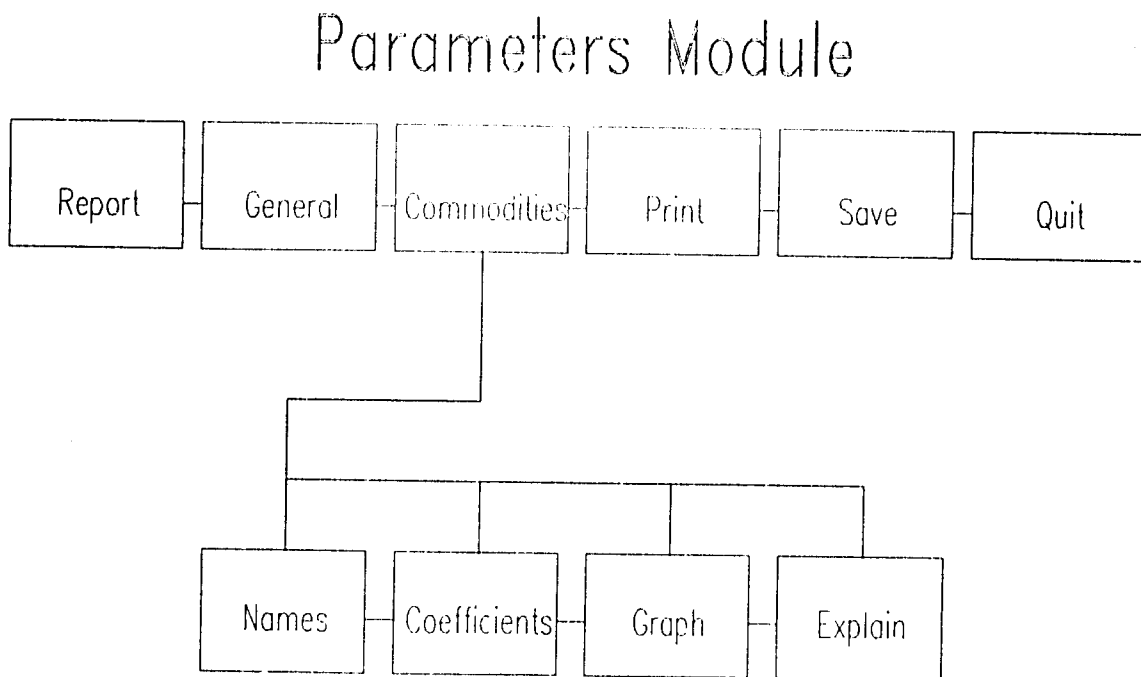 Parameters Module
Report General Commodities Print Save Quit
Names Coefficients Graph Explain